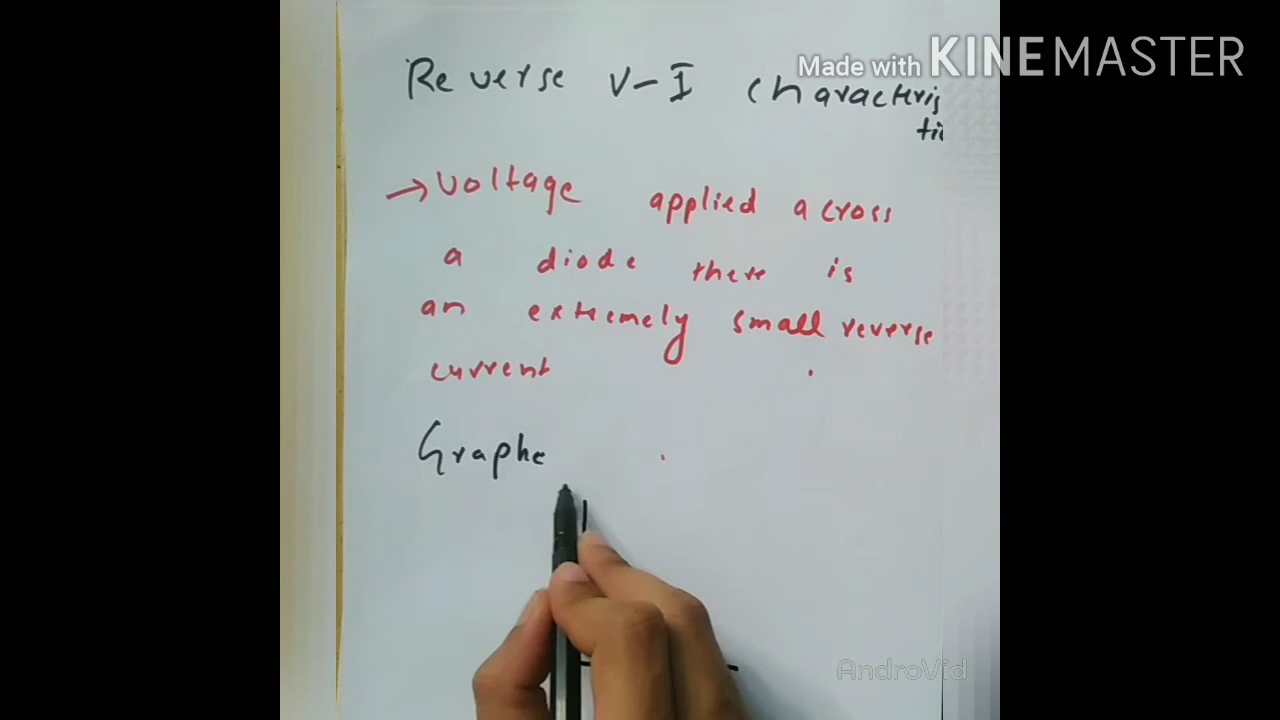 Made with KINEMASTER
Reverse V-I characteris
tic
→ Voltage applied across
a diode there is
an extremely small reverse
current
Graphe
AndroVid